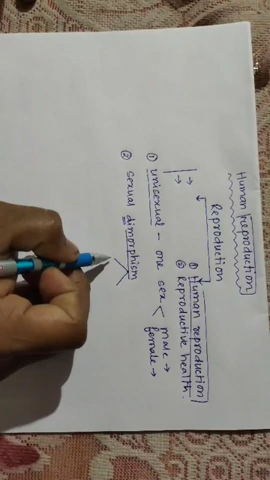 Human Reproduction
Reproduction
① Human reproduction
② Reproductive health.
① unisexual – one sex < male →
female →
② sexual dimorphism